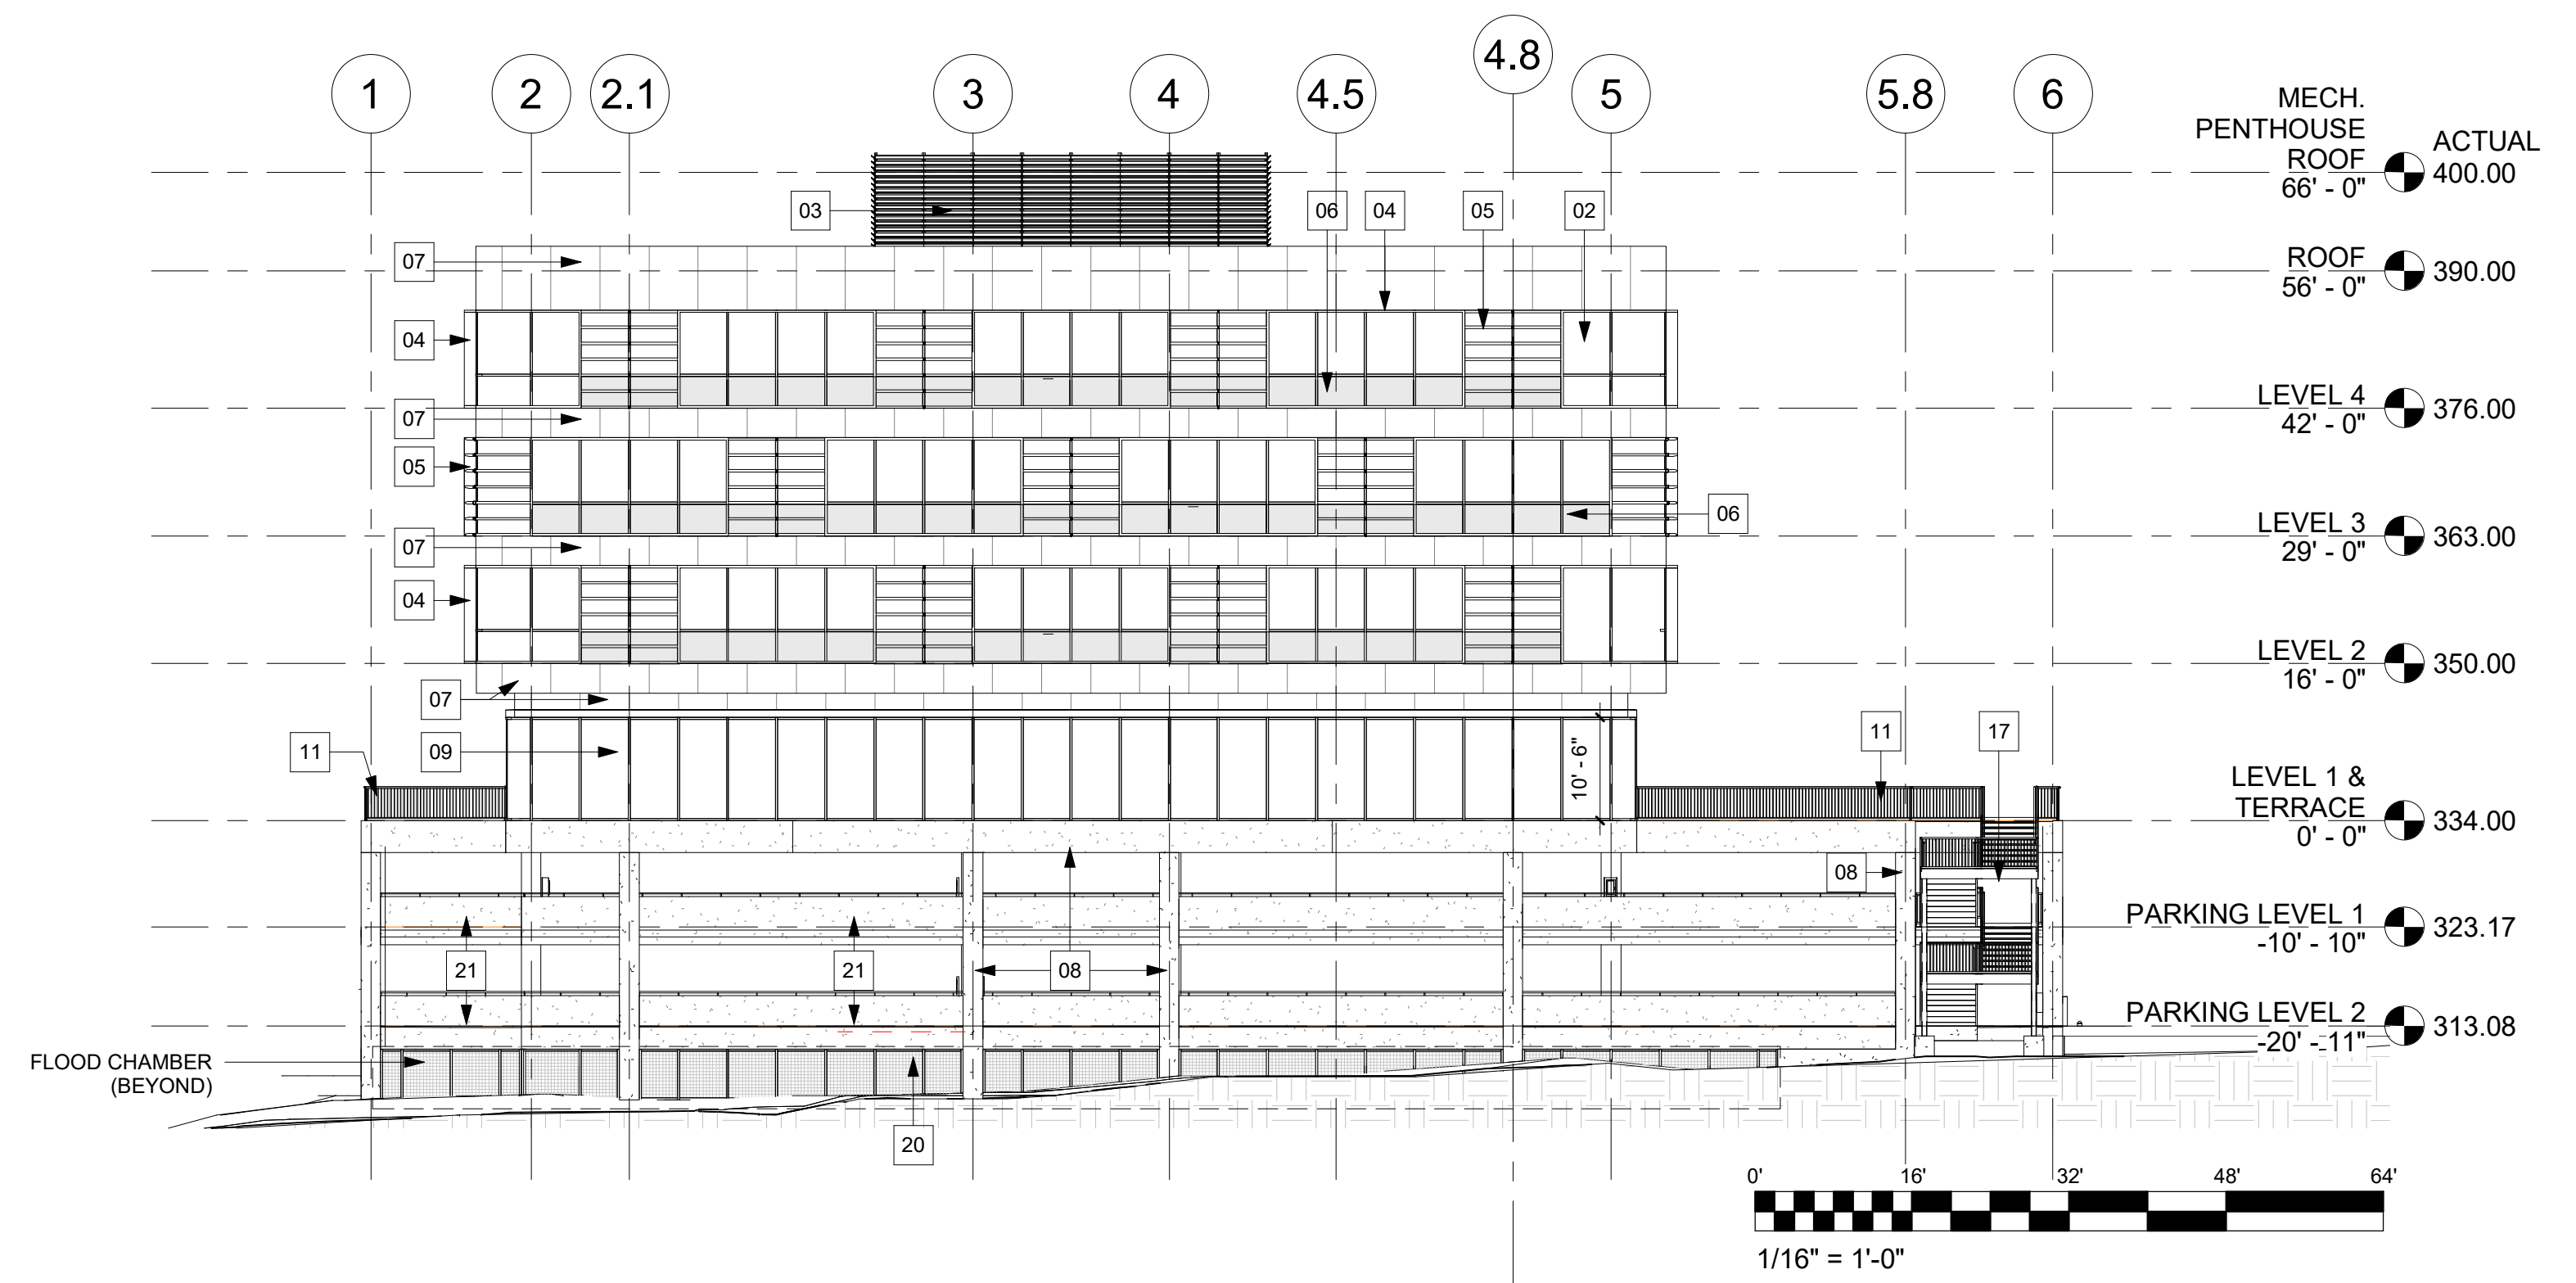 1
2
2.1
3
4
4.5
4.8
5
5.8
6
MECH.
PENTHOUSE
ROOF
66' - 0"
ACTUAL
400.00
03
06
04
05
02
07
ROOF
56' - 0"
390.00
04
07
LEVEL 4
42' - 0"
376.00
05
06
07
LEVEL 3
29' - 0"
363.00
04
LEVEL 2
16' - 0"
350.00
07
11
09
10' - 6"
11
17
LEVEL 1 &
TERRACE
0' - 0"
334.00
08
PARKING LEVEL 1
-10' - 10"
323.17
21
21
08
PARKING LEVEL 2
-20' - 11"
313.08
FLOOD CHAMBER
(BEYOND)
20
0'
16'
32'
48'
64'
1/16" = 1'-0"